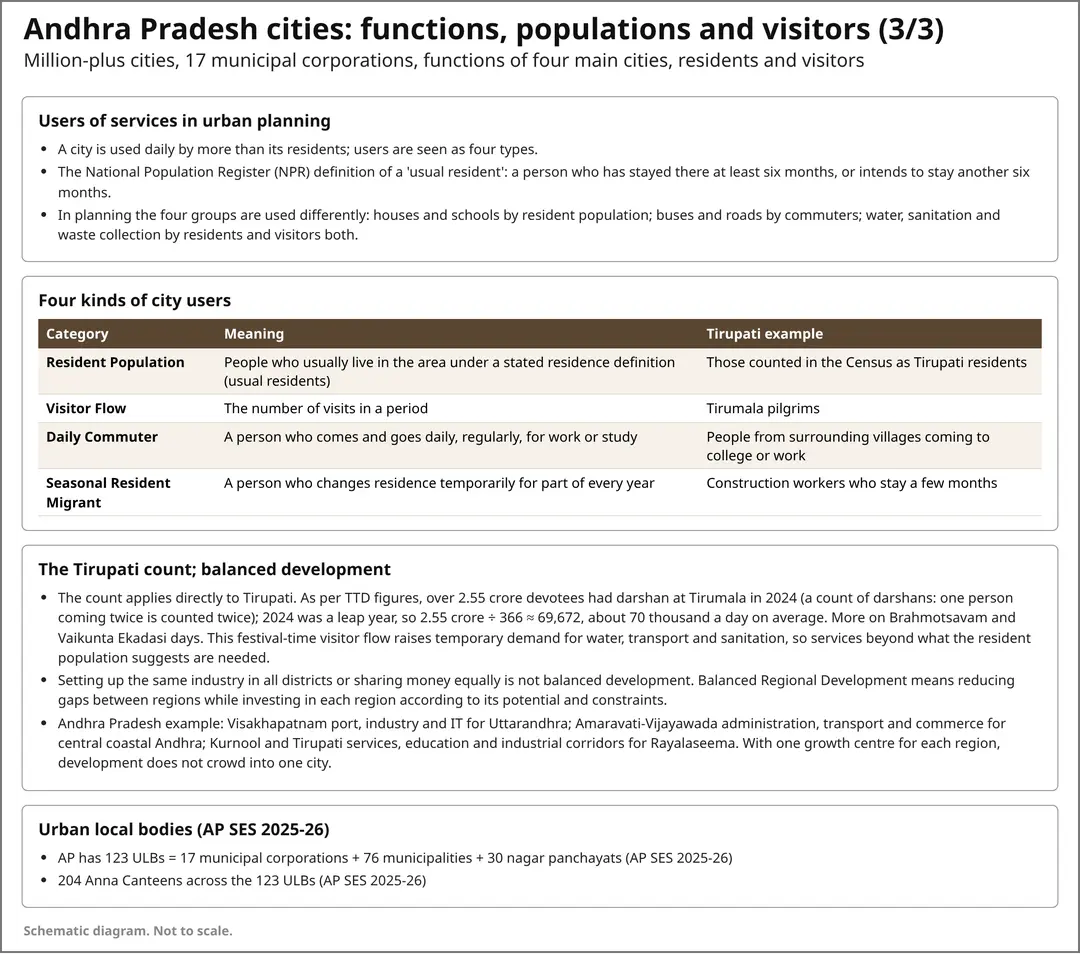 Andhra Pradesh cities: functions, populations and visitors (3/3)
Million-plus cities, 17 municipal corporations, functions of four main cities, residents and visitors
Users of services in urban planning
• A city is used daily by more than its residents; users are seen as four types.
• The National Population Register (NPR) definition of a 'usual resident': a person who has stayed there at least six months, or intends to stay another six
months.
• In planning the four groups are used differently: houses and schools by resident population; buses and roads by commuters; water, sanitation and
waste collection by residents and visitors both.
Four kinds of city users
Category Meaning Tirupati example
Resident Population People who usually live in the area under a stated residence definition Those counted in the Census as Tirupati residents
(usual residents)
Visitor Flow The number of visits in a period Tirumala pilgrims
Daily Commuter A person who comes and goes daily, regularly, for work or study People from surrounding villages coming to
college or work
Seasonal Resident A person who changes residence temporarily for part of every year Construction workers who stay a few months
Migrant
The Tirupati count; balanced development
• The count applies directly to Tirupati. As per TTD figures, over 2.55 crore devotees had darshan at Tirumala in 2024 (a count of darshans: one person
coming twice is counted twice); 2024 was a leap year, so 2.55 crore ÷ 366 ≈ 69,672, about 70 thousand a day on average. More on Brahmotsavam and
Vaikunta Ekadasi days. This festival-time visitor flow raises temporary demand for water, transport and sanitation, so services beyond what the resident
population suggests are needed.
• Setting up the same industry in all districts or sharing money equally is not balanced development. Balanced Regional Development means reducing
gaps between regions while investing in each region according to its potential and constraints.
• Andhra Pradesh example: Visakhapatnam port, industry and IT for Uttarandhra; Amaravati-Vijayawada administration, transport and commerce for
central coastal Andhra; Kurnool and Tirupati services, education and industrial corridors for Rayalaseema. With one growth centre for each region,
development does not crowd into one city.
Urban local bodies (AP SES 2025-26)
• AP has 123 ULBs = 17 municipal corporations + 76 municipalities + 30 nagar panchayats (AP SES 2025-26)
• 204 Anna Canteens across the 123 ULBs (AP SES 2025-26)
Schematic diagram. Not to scale.